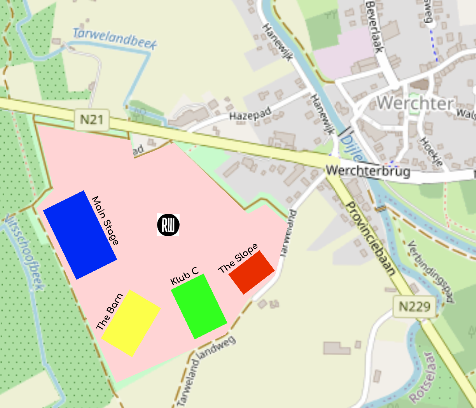 Tarwelandbeek
Hanewijk
Beverlaak
N21
Hazepad
Hanewijk
Werchter
Hoekje
Dijle
Werchterbrug
RW
Main Stage
Tarweland
Provinciebaan
The Slope
Klub C
The Barn
Verbindingspad
N229
Tarweland landweg
Rotselaar